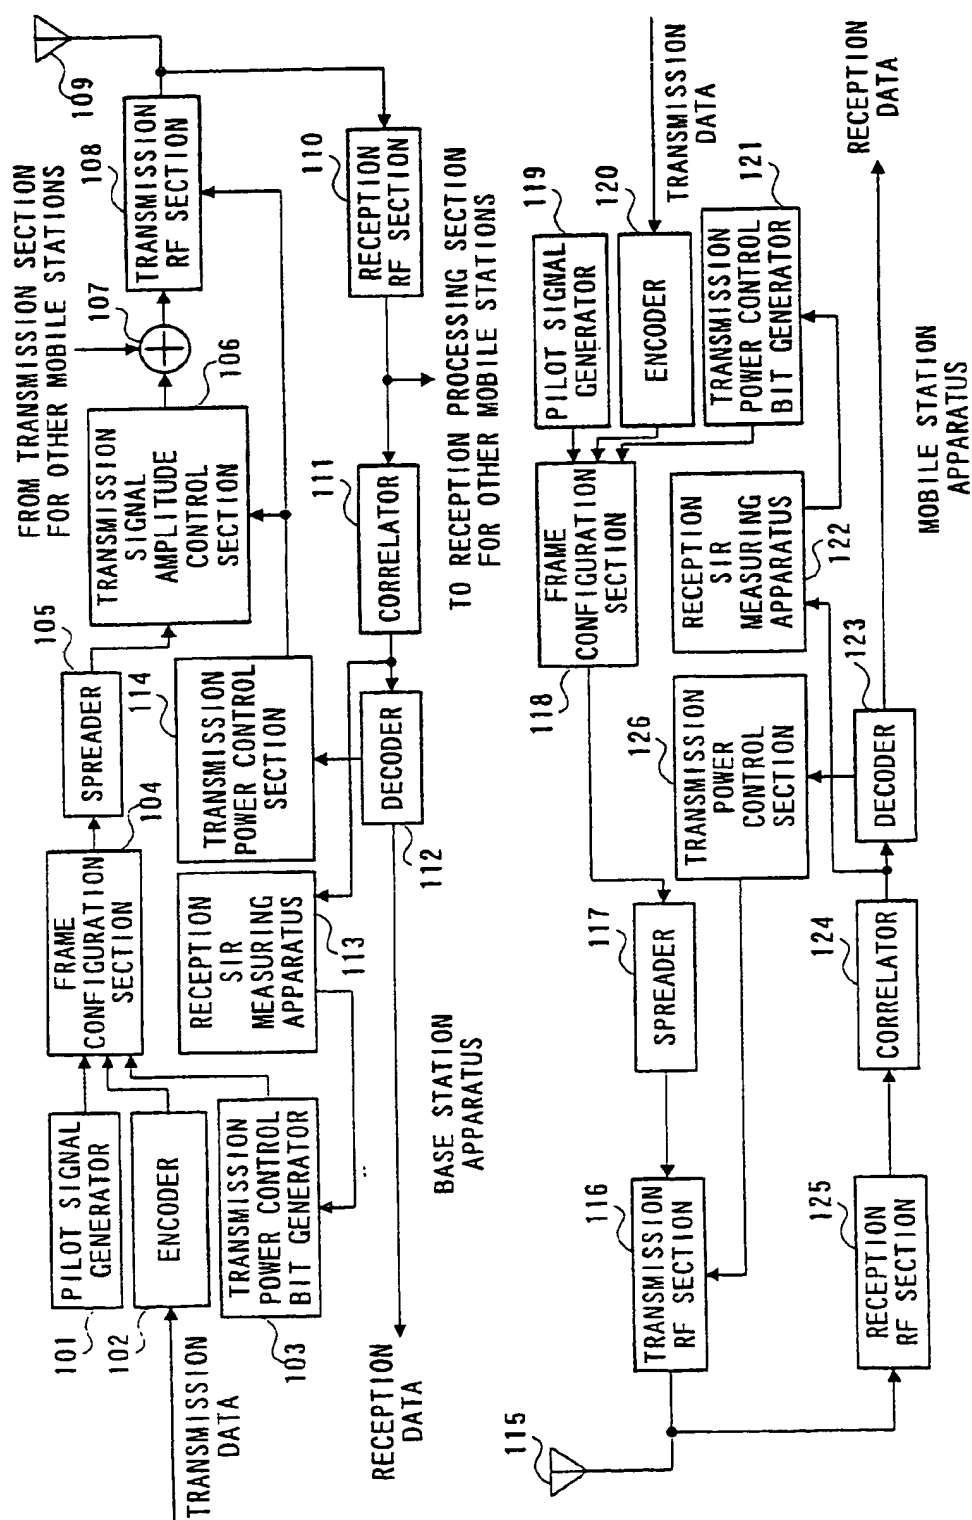 FROM TRANSMISSION SECTION
FOR OTHER MOBILE STATIONS
101
PILOT SIGNAL
GENERATOR
102
ENCODER
TRANSMISSION
DATA
103
TRANSMISSION
POWER CONTROL
BIT GENERATOR
104
FRAME
CONFIGURATION
SECTION
105
SPREADER
106
TRANSMISSION
SIGNAL
AMPLITUDE
CONTROL
SECTION
107
108
TRANSMISSION
RF SECTION
109
110
RECEPTION
RF SECTION
111
CORRELATOR
TO RECEPTION PROCESSING SECTION
FOR OTHER MOBILE STATIONS
112
DECODER
113
RECEPTION
SIR
MEASURING
APPARATUS
114
TRANSMISSION
POWER CONTROL
SECTION
RECEPTION
DATA
BASE STATION
APPARATUS
115
116
TRANSMISSION
RF SECTION
117
SPREADER
118
FRAME
CONFIGURATION
SECTION
119
PILOT SIGNAL
GENERATOR
120
ENCODER
TRANSMISSION
DATA
121
TRANSMISSION
POWER CONTROL
BIT GENERATOR
122
RECEPTION
SIR
MEASURING
APPARATUS
126
TRANSMISSION
POWER
CONTROL
SECTION
123
DECODER
124
CORRELATOR
125
RECEPTION
RF SECTION
RECEPTION
DATA
MOBILE STATION
APPARATUS